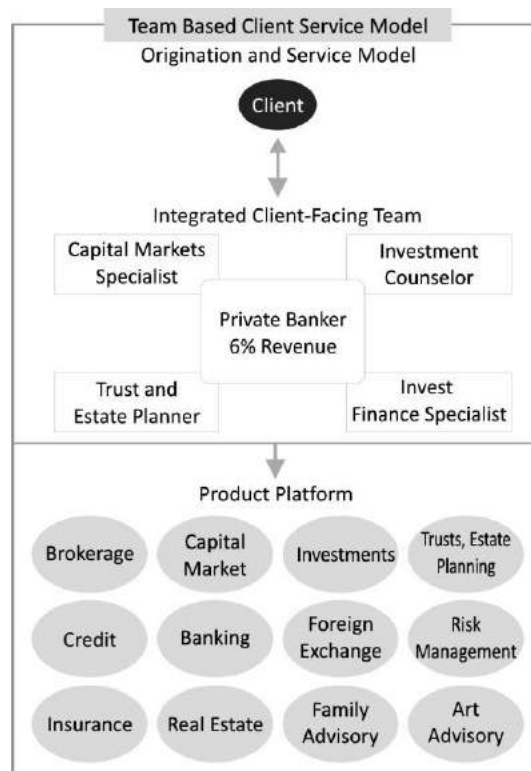 Team Based Client Service Model
Origination and Service Model
Client
Integrated Client-Facing Team
Capital Markets
Specialist
Investment
Counselor
Private Banker
6% Revenue
Trust and
Estate Planner
Invest
Finance Specialist
Product Platform
Brokerage
Capital
Market
Investments
Trusts, Estate
Planning
Credit
Banking
Foreign
Exchange
Risk
Management
Insurance
Real Estate
Family
Advisory
Art
Advisory